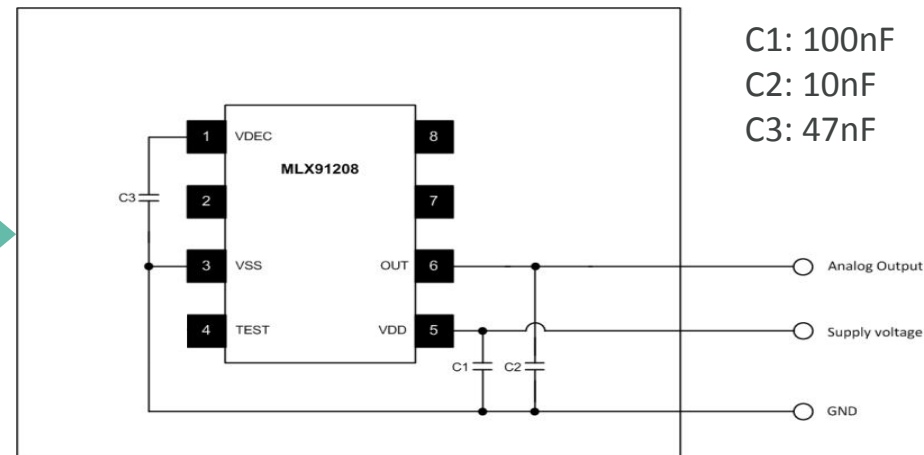 C1: 100nF
C2: 10nF
C3: 47nF
MLX91208
1 VDEC 8
C3 2 7
3 VSS OUT 6 Analog Output
4 TEST VDD 5 Supply voltage
C1 C2
GND